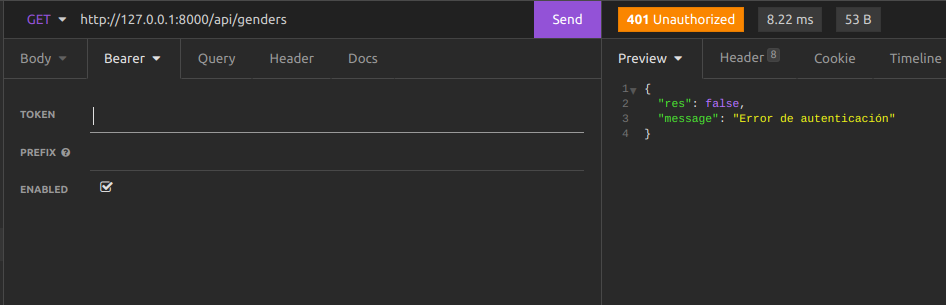 GET http://127.0.0.1:8000/api/genders Send 401 Unauthorized 8.22 ms 53 B
Body Bearer Query Header Docs Preview Header 8 Cookie Timeline
TOKEN
PREFIX
ENABLED
1 {
2 "res": false,
3 "message": "Error de autenticación"
4 }